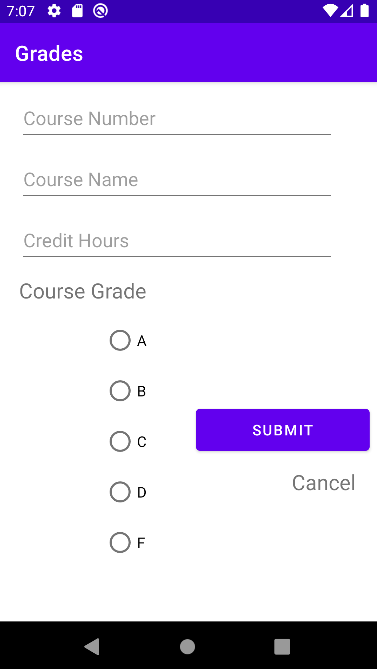 7:07
Grades
Course Number
Course Name
Credit Hours
Course Grade
A
B
C
SUBMIT
D
Cancel
F